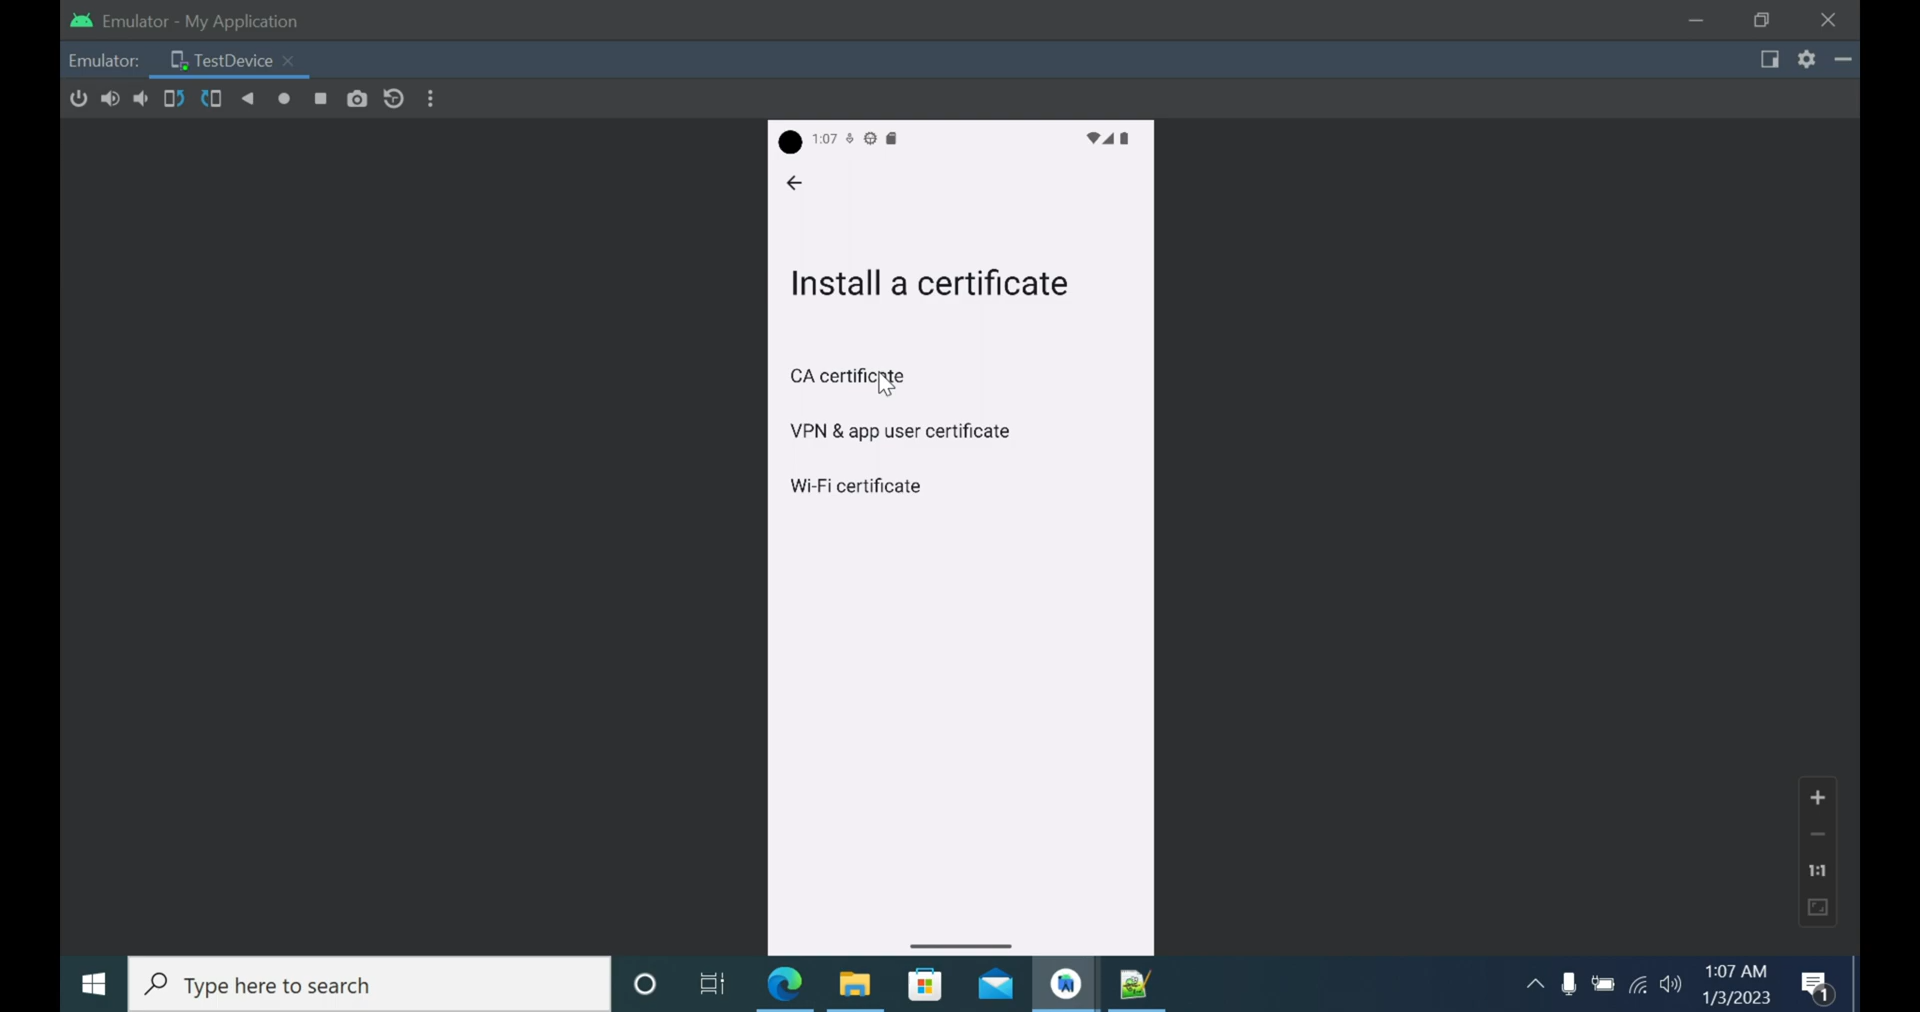 Emulator - My Application
Emulator: TestDevice
1:07
Install a certificate
CA certificate
VPN & app user certificate
Wi-Fi certificate
1:1
Type here to search
1:07 AM
1/3/2023
1